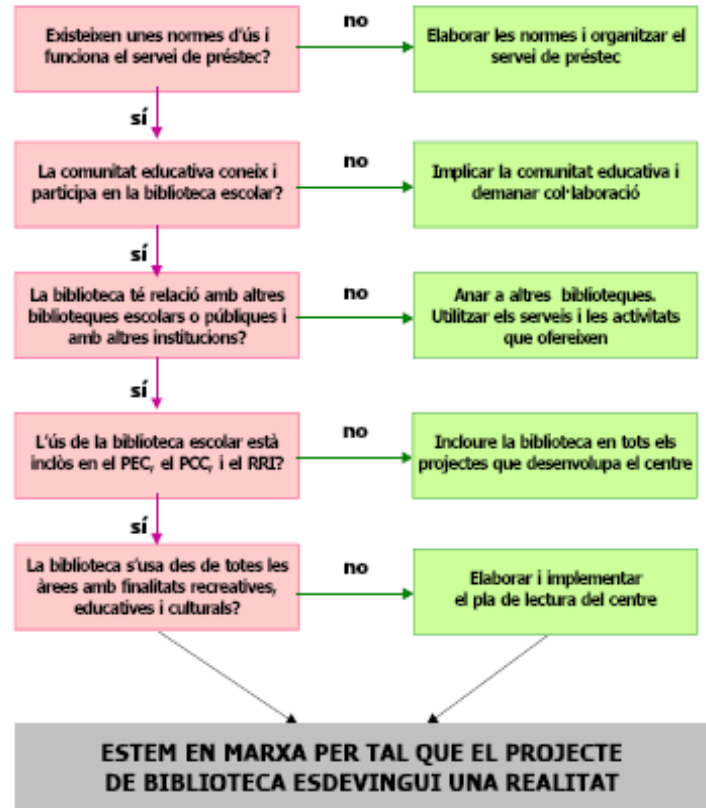 Existeixen unes normes d'ús i
funciona el servei de préstec?
no
Elaborar les normes i organitzar el
servei de préstec
sí
La comunitat educativa coneix i
participa en la biblioteca escolar?
no
Implicar la comunitat educativa i
demanar col·laboració
sí
La biblioteca té relació amb altres
biblioteques escolars o públiques i
amb altres institucions?
no
Anar a altres biblioteques.
Utilitzar els serveis i les activitats
que ofereixen
sí
L'ús de la biblioteca escolar està
inclòs en el PEC, el PCC, i el RRI?
no
Incloure la biblioteca en tots els
projectes que desenvolupa el centre
sí
La biblioteca s'usa des de totes les
àrees amb finalitats recreatives,
educatives i culturals?
no
Elaborar i implementar
el pla de lectura del centre
ESTEM EN MARXA PER TAL QUE EL PROJECTE
DE BIBLIOTECA ESDEVINGUI UNA REALITAT